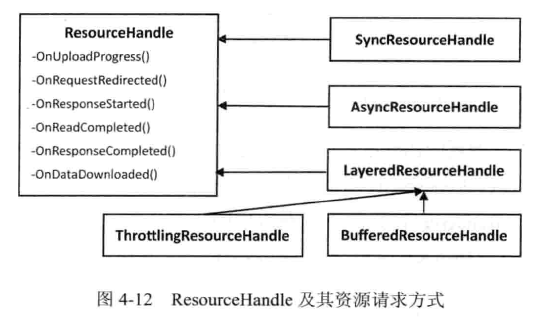 ResourceHandle
-OnUploadProgress()
-OnRequestRedirected()
-OnResponseStarted()
-OnReadCompleted()
-OnResponseCompleted()
-OnDataDownloaded()
SyncResourceHandle
AsyncResourceHandle
LayeredResourceHandle
ThrottlingResourceHandle
BufferedResourceHandle
图 4-12 ResourceHandle 及其资源请求方式